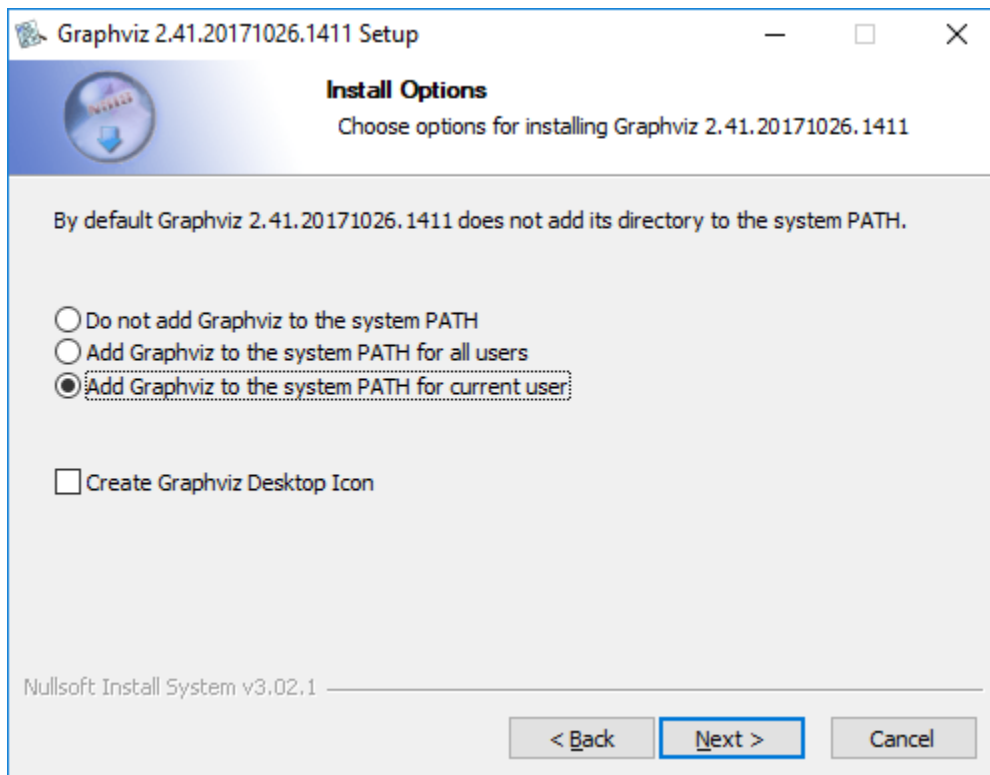 Graphviz 2.41.20171026.1411 Setup
Install Options
Choose options for installing Graphviz 2.41.20171026.1411
By default Graphviz 2.41.20171026.1411 does not add its directory to the system PATH.
Do not add Graphviz to the system PATH
Add Graphviz to the system PATH for all users
Add Graphviz to the system PATH for current user
Create Graphviz Desktop Icon
Nullsoft Install System v3.02.1
< Back
Next >
Cancel